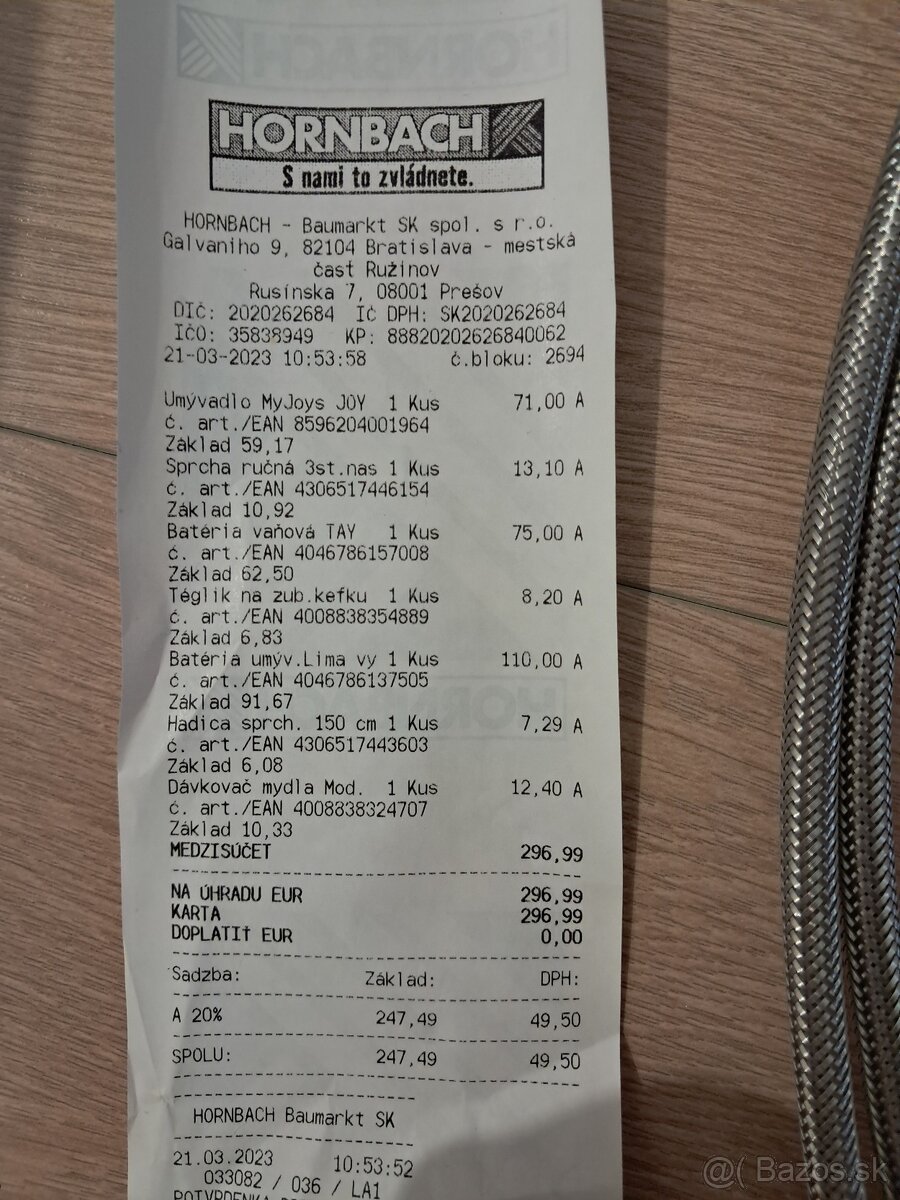 HORNBACH
HORNBACH
S nami to zvládnete.
HORNBACH - Baumarkt SK spol. s r.o.
Galvaniho 9, 82104 Bratislava - mestská
časť Ružinov
Rusínska 7, 08001 Prešov
DIČ: 2020262684 IČ DPH: SK2020262684
IČO: 35838949 KP: 88820202626840062
21-03-2023 10:53:58 č.bloku: 2694
Umývadlo MyJoys JOY 1 Kus 71,00 A
č. art./EAN 8596204001964
Základ 59,17
Sprcha ručná 3st.nas 1 Kus 13,10 A
č. art./EAN 4306517446154
Základ 10,92
Batéria vaňová TAY 1 Kus 75,00 A
č. art./EAN 4046786157008
Základ 62,50
Téglik na zub.kefku 1 Kus 8,20 A
č. art./EAN 4008838354889
Základ 6,83
Batéria umýv.Lima vy 1 Kus 110,00 A
č. art./EAN 4046786137505
Základ 91,67
Hadica sprch. 150 cm 1 Kus 7,29 A
č. art./EAN 4306517443603
Základ 6,08
Dávkovač mydla Mod. 1 Kus 12,40 A
č. art./EAN 4008838324707
Základ 10,33
MEDZISÚČET 296,99
NA ÚHRADU EUR 296,99
KARTA 296,99
DOPLATIŤ EUR 0,00
Sadzba: Základ: DPH:
A 20% 247,49 49,50
SPOLU: 247,49 49,50
HORNBACH Baumarkt SK
21.03.2023 10:53:52
033082 / 036 / LA1
@( Bazos.sk